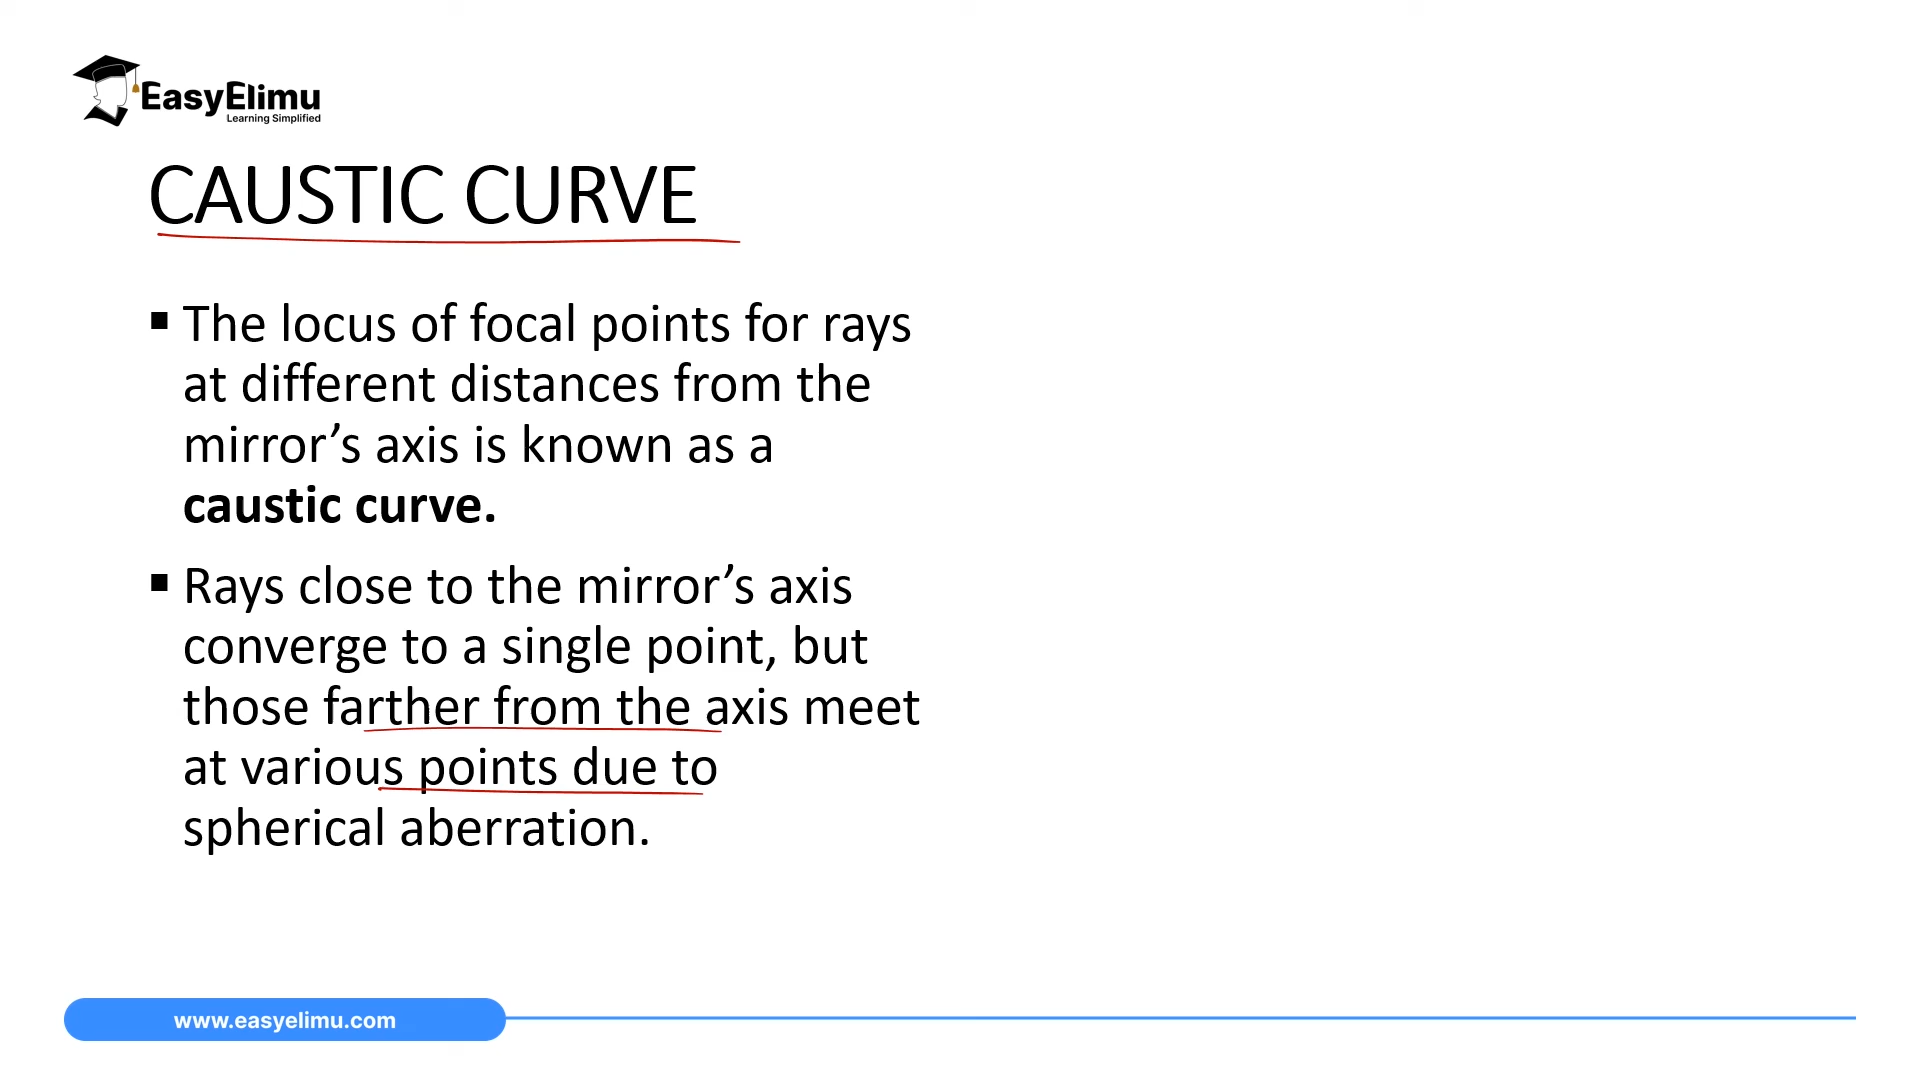 EasyElimu
Learning Simplified
CAUSTIC CURVE
▪ The locus of focal points for rays
at different distances from the
mirror’s axis is known as a
caustic curve.
▪ Rays close to the mirror’s axis
converge to a single point, but
those farther from the axis meet
at various points due to
spherical aberration.
www.easyelimu.com